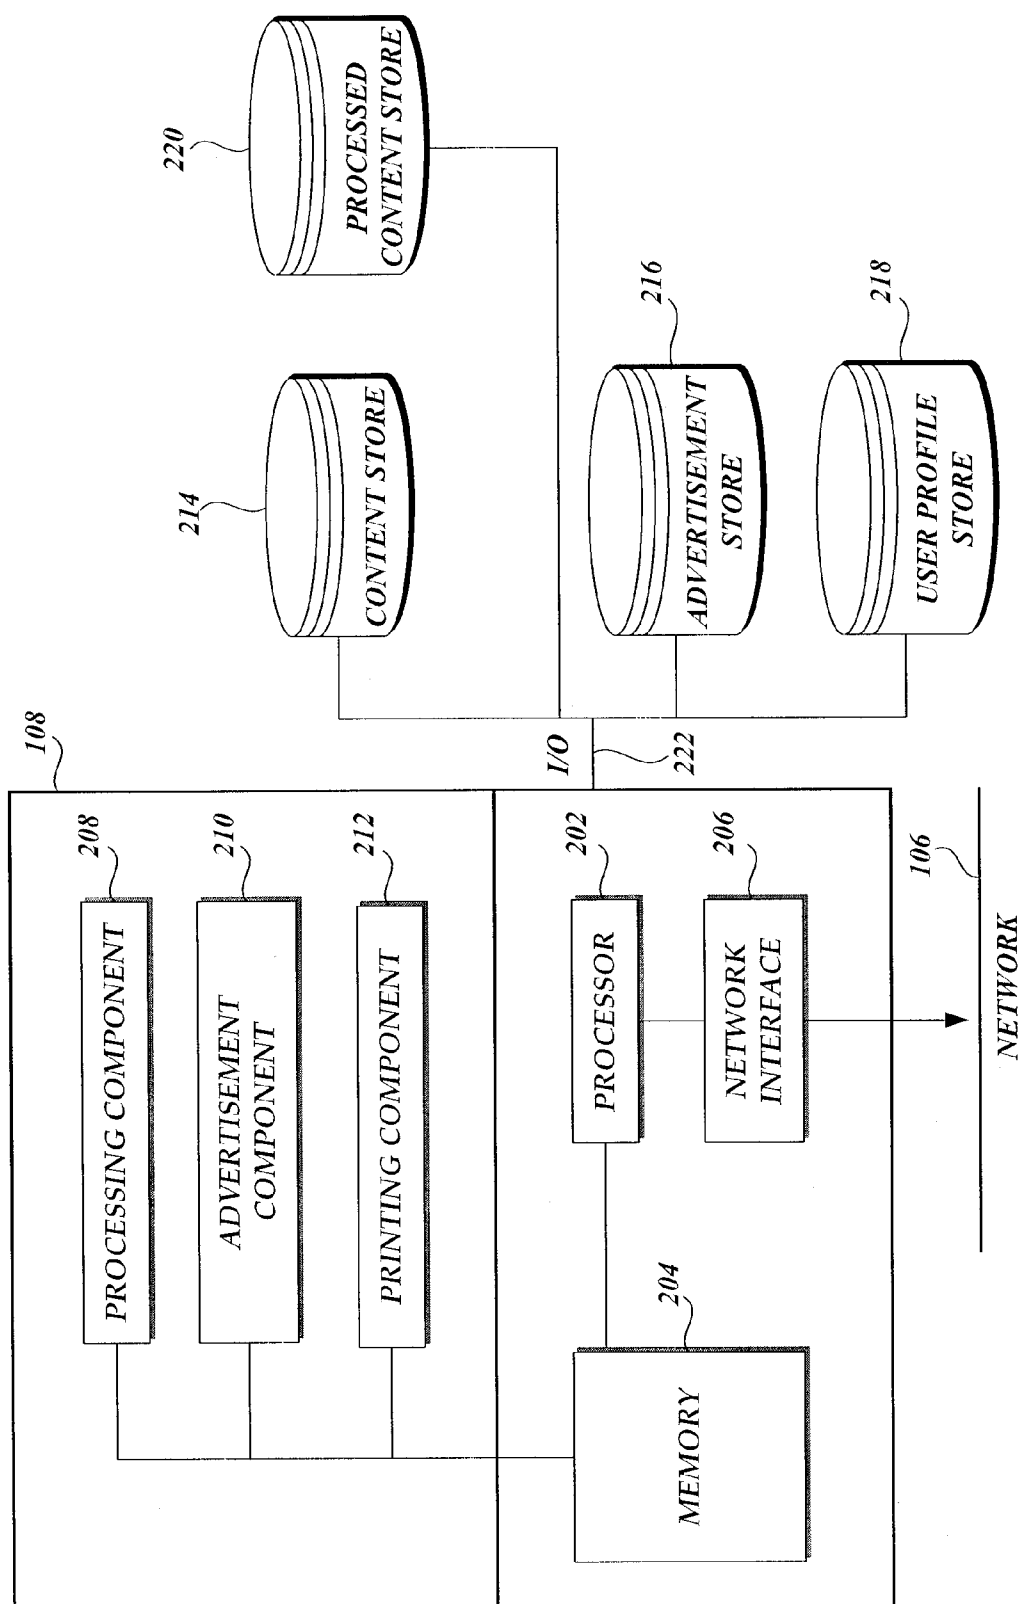 108
208
PROCESSING COMPONENT
210
ADVERTISEMENT
COMPONENT
212
PRINTING COMPONENT
204
MEMORY
202
PROCESSOR
206
NETWORK
INTERFACE
106
NETWORK
I/O
222
214
CONTENT STORE
220
PROCESSED
CONTENT STORE
216
ADVERTISEMENT
STORE
218
USER PROFILE
STORE